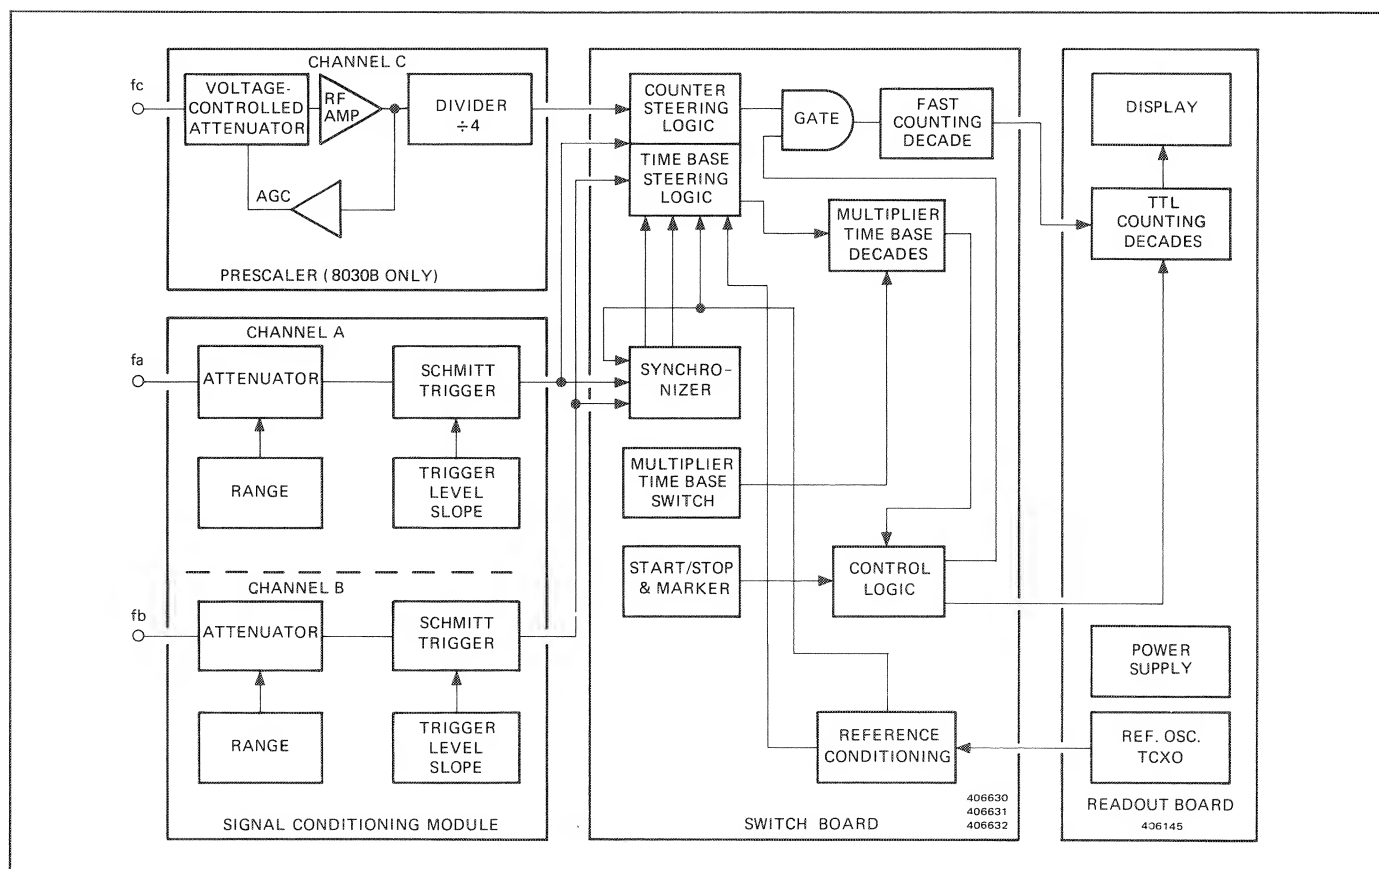 CHANNEL C
fc
VOLTAGE-
CONTROLLED
ATTENUATOR
RF
AMP
DIVIDER
÷4
AGC
PRESCALER (8030B ONLY)
CHANNEL A
fa
ATTENUATOR
SCHMITT
TRIGGER
RANGE
TRIGGER
LEVEL
SLOPE
CHANNEL B
fb
ATTENUATOR
SCHMITT
TRIGGER
RANGE
TRIGGER
LEVEL
SLOPE
SIGNAL CONDITIONING MODULE
COUNTER
STEERING
LOGIC
TIME BASE
STEERING
LOGIC
GATE
FAST
COUNTING
DECADE
MULTIPLIER
TIME BASE
DECADES
SYNCHRO-
NIZER
MULTIPLIER
TIME BASE
SWITCH
START/STOP
& MARKER
CONTROL
LOGIC
REFERENCE
CONDITIONING
406630
406631
406632
SWITCH BOARD
DISPLAY
TTL
COUNTING
DECADES
POWER
SUPPLY
REF. OSC.
TCXO
READOUT BOARD
406145